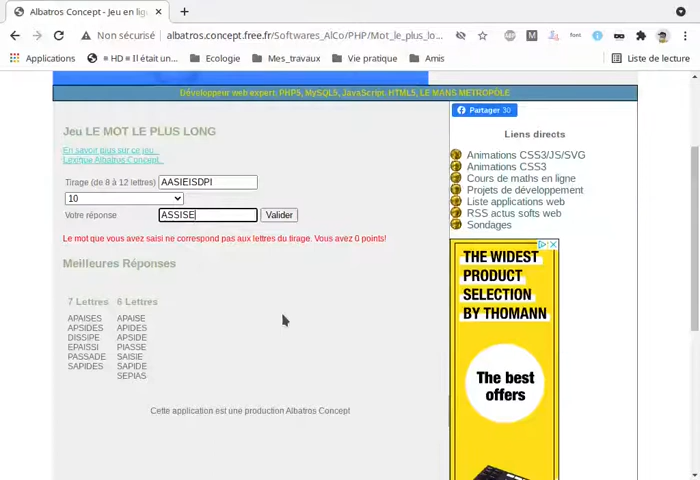 Albatros Concept - Jeu en lig
Non sécurisé
albatros.concept.free.fr/Softwares_AlCo/PHP/Mot_le_plus_lo...
Applications
≡ HD ≡ Il était un...
Ecologie
Mes_travaux
Vie pratique
Amis
Liste de lecture
Développeur web expert: PHP5, MySQL5, JavaScript, HTML5, LE MANS METROPOLE
Partager 30
Jeu LE MOT LE PLUS LONG
En savoir plus sur ce jeu...
Lexique Albatros Concept...
Tirage (de 8 à 12 lettres) AASIEISDPI
10
Votre réponse ASSISE Valider
Le mot que vous avez saisi ne correspond pas aux lettres du tirage. Vous avez 0 points!
Meilleures Réponses
7 Lettres 6 Lettres
APAISES APAISE
APSIDES APIDES
DISSIPE APSIDE
EPAISSI PIASSE
PASSADE SAISIE
SAPIDES SAPIDE
SEPIAS
Cette application est une production Albatros Concept
Liens directs
Animations CSS3/JS/SVG
Animations CSS3
Cours de maths en ligne
Projets de développement
Liste applications web
RSS actus softs web
Sondages
THE WIDEST
PRODUCT
SELECTION
BY THOMANN
The best
offers